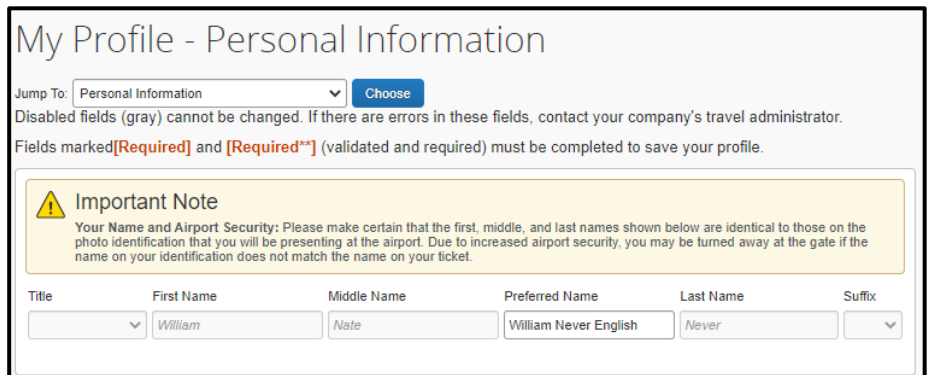 My Profile - Personal Information
Jump To: Personal Information Choose
Disabled fields (gray) cannot be changed. If there are errors in these fields, contact your company's travel administrator.
Fields marked[Required] and [Required**] (validated and required) must be completed to save your profile.
Important Note
Your Name and Airport Security: Please make certain that the first, middle, and last names shown below are identical to those on the
photo identification that you will be presenting at the airport. Due to increased airport security, you may be turned away at the gate if the
name on your identification does not match the name on your ticket.
Title First Name Middle Name Preferred Name Last Name Suffix
William Nate William Never English Never